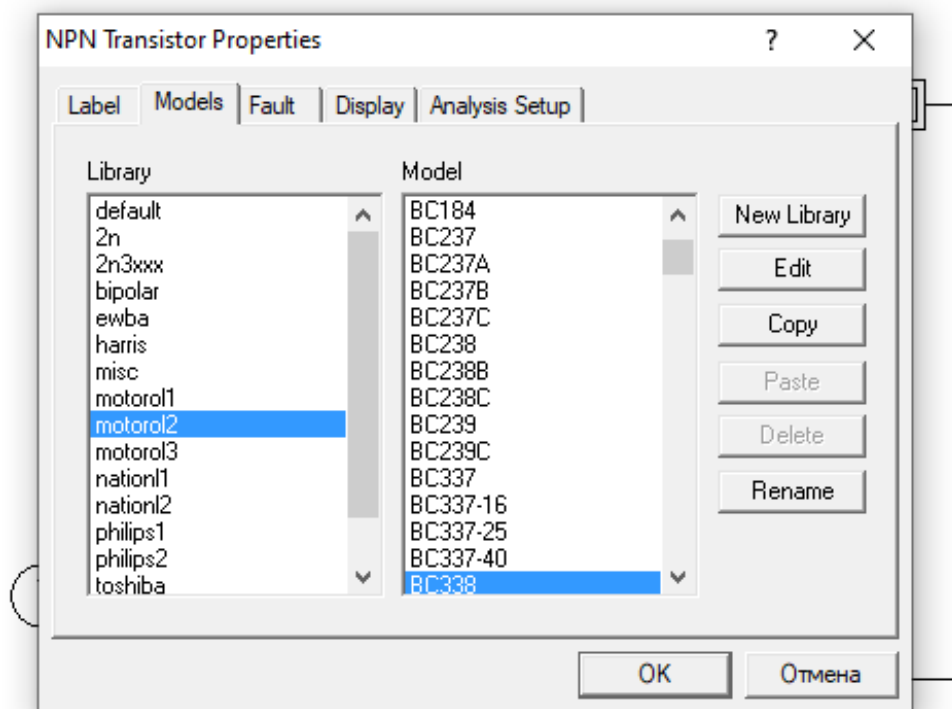 NPN Transistor Properties ?
Label Models Fault Display Analysis Setup
Library
default
2n
2n3xxx
bipolar
ewba
harris
misc
motorol1
motorol2
motorol3
nationl1
nationl2
philips1
philips2
toshiba
Model
BC184
BC237
BC237A
BC237B
BC237C
BC238
BC238B
BC238C
BC239
BC239C
BC337
BC337-16
BC337-25
BC337-40
BC338
New Library
Edit
Copy
Paste
Delete
Rename
OK Отмена